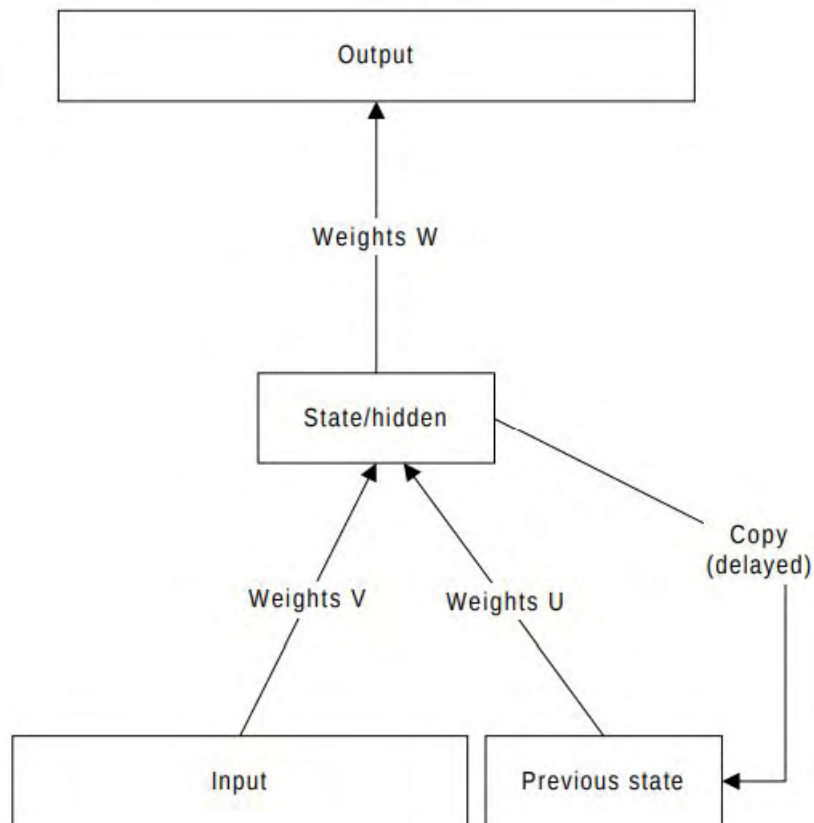 Output
Weights W
State/hidden
Copy
(delayed)
Weights V
Weights U
Input
Previous state